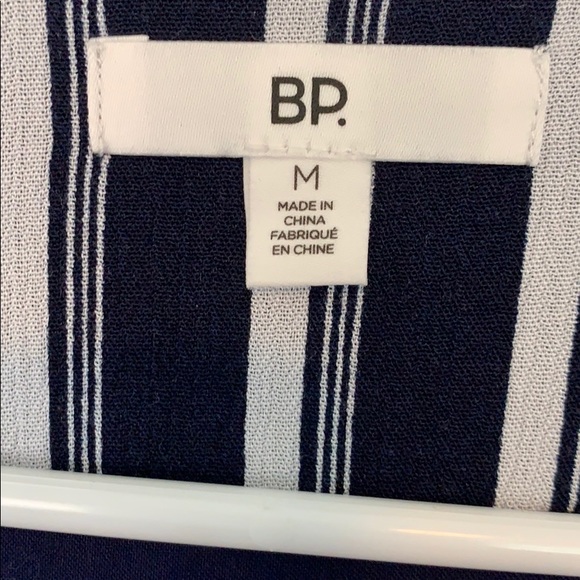 BP.
M
MADE IN
CHINA
FABRIQUÉ
EN CHINE